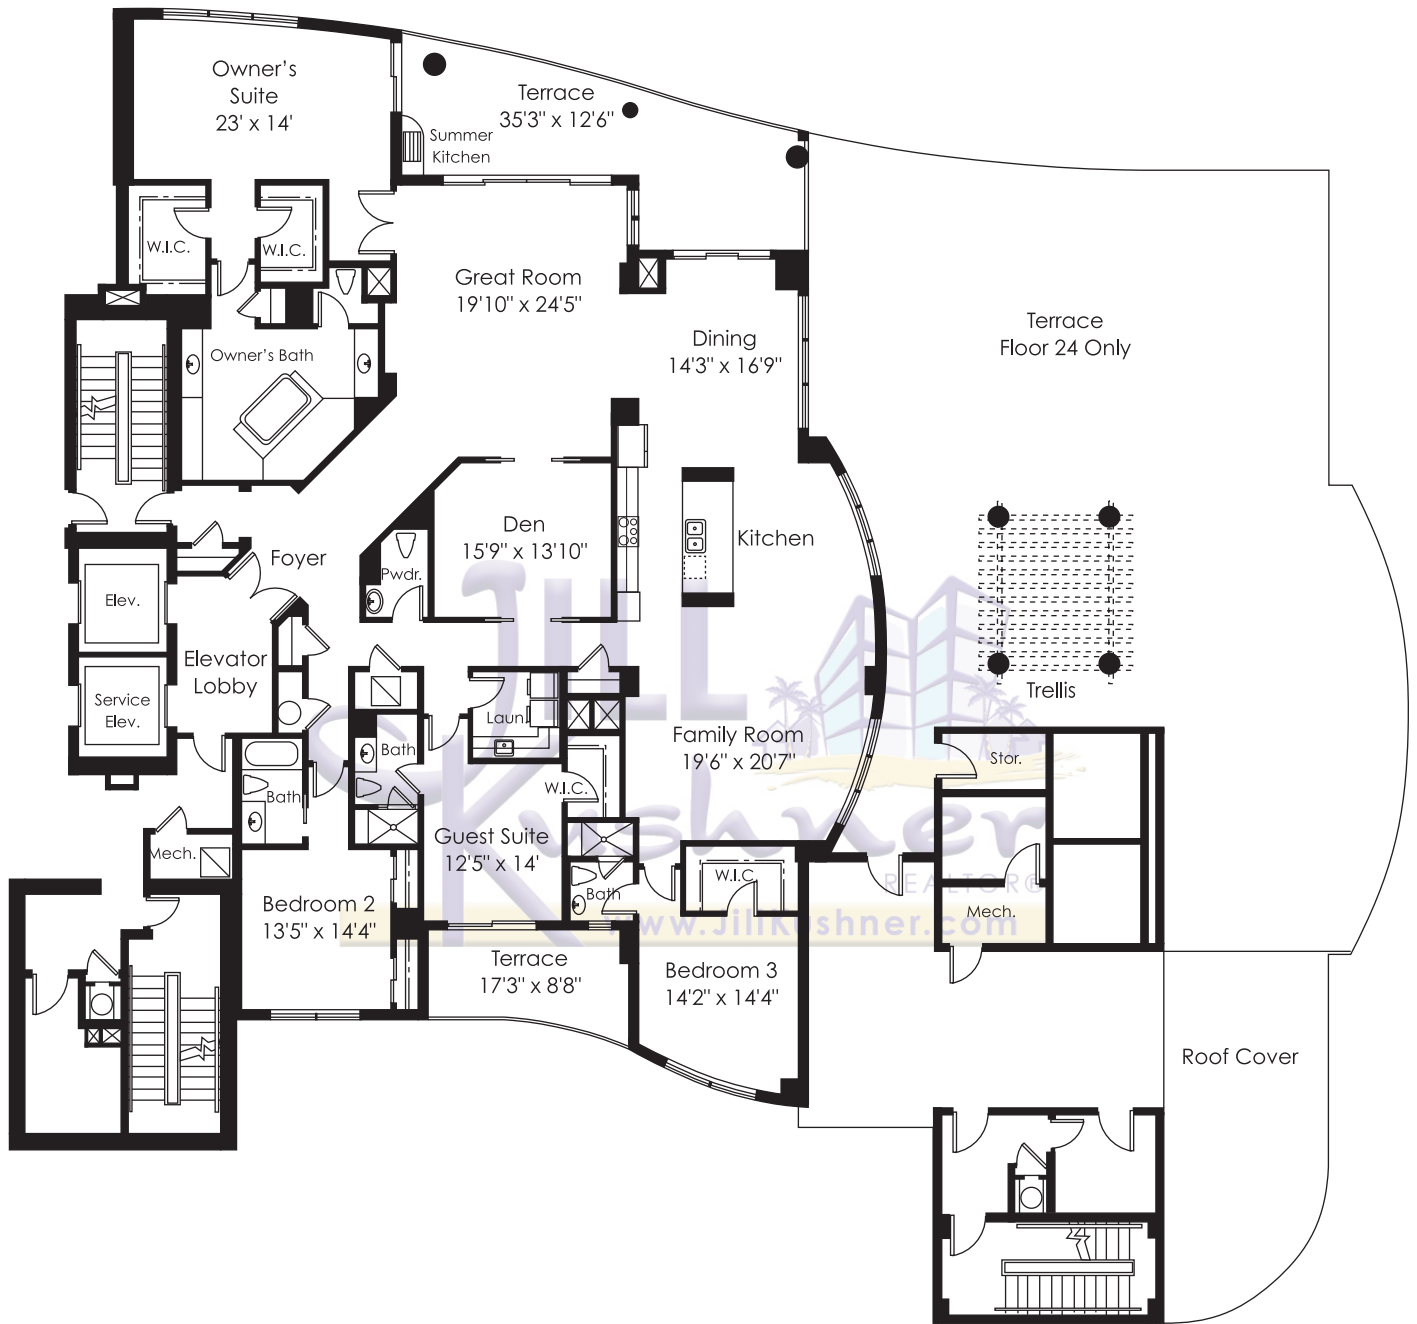 Owner's
Suite
23' x 14'
Terrace
35'3" x 12'6"
Summer
Kitchen
W.I.C.
W.I.C.
Great Room
19'10" x 24'5"
Dining
14'3" x 16'9"
Terrace
Floor 24 Only
Owner's Bath
Den
15'9" x 13'10"
Kitchen
Foyer
Pwdr.
Elev.
Elevator
Lobby
Service
Elev.
Trellis
Laun.
Bath
Family Room
19'6" x 20'7"
Stor.
W.I.C.
Bath
Guest Suite
12'5" x 14'
Mech.
W.I.C.
Bath
Mech.
Bedroom 2
13'5" x 14'4"
Terrace
17'3" x 8'8"
Bedroom 3
14'2" x 14'4"
Roof Cover
JILL
Kushner
REALTOR®
www.JillKushner.com